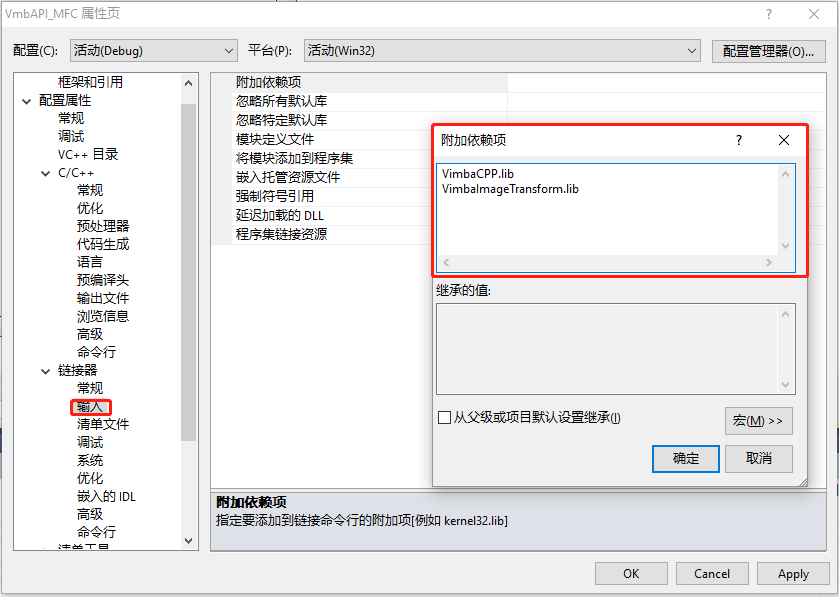 VmbAPI_MFC 属性页
配置(C):
活动(Debug)
平台(P):
活动(Win32)
配置管理器(O)...
框架和引用
配置属性
常规
调试
VC++ 目录
C/C++
常规
优化
预处理器
代码生成
语言
预编译头
输出文件
浏览信息
高级
命令行
链接器
常规
输入
清单文件
调试
系统
优化
嵌入的 IDL
高级
命令行
清单工具
附加依赖项
忽略所有默认库
忽略特定默认库
模块定义文件
将模块添加到程序集
嵌入托管资源文件
强制符号引用
延迟加载的 DLL
程序集链接资源
附加依赖项
VimbaCPP.lib
VimbaImageTransform.lib
继承的值:
从父级或项目默认设置继承(I)
宏(M) >>
确定
取消
附加依赖项
指定要添加到链接命令行的附加项[例如 kernel32.lib]
OK
Cancel
Apply